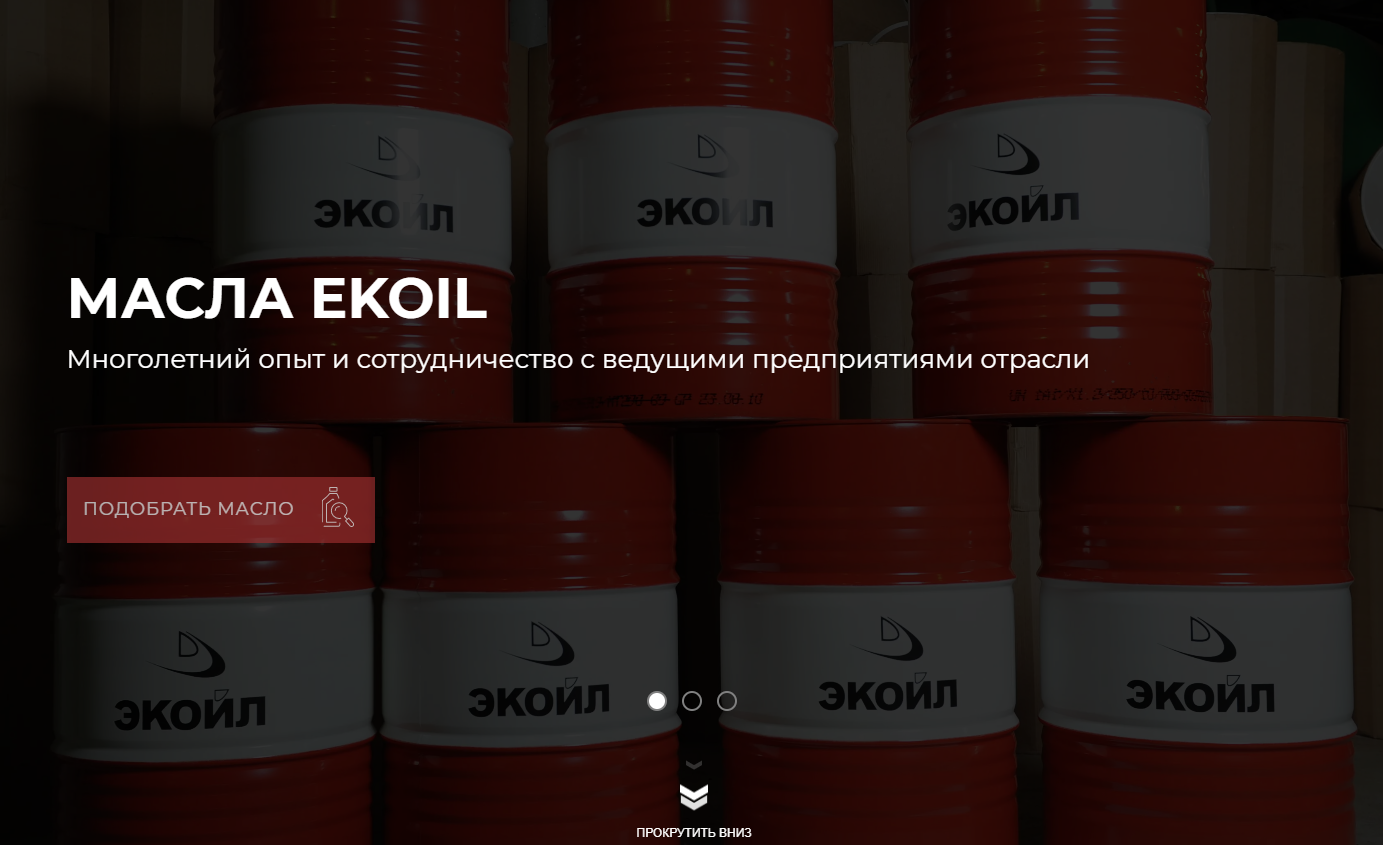 ЭКОЙЛ
ЭКОЙЛ
ЭКОЙЛ
МАСЛА EKOIL
Многолетний опыт и сотрудничество с ведущими предприятиями отрасли
ПОДОБРАТЬ МАСЛО
ЭКОЙЛ
ЭКОЙЛ
ЭКОЙЛ
ЭКОЙЛ
ПРОКРУТИТЬ ВНИЗ